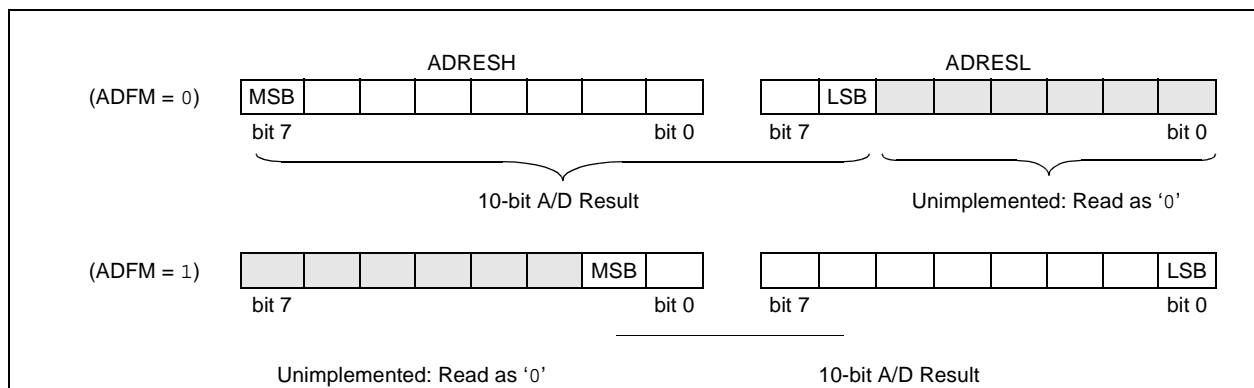 ADRESH ADRESL
(ADFM = 0) MSB LSB
bit 7 bit 0 bit 7 bit 0
10-bit A/D Result Unimplemented: Read as ‘0’
(ADFM = 1) MSB LSB
bit 7 bit 0 bit 7 bit 0
Unimplemented: Read as ‘0’ 10-bit A/D Result